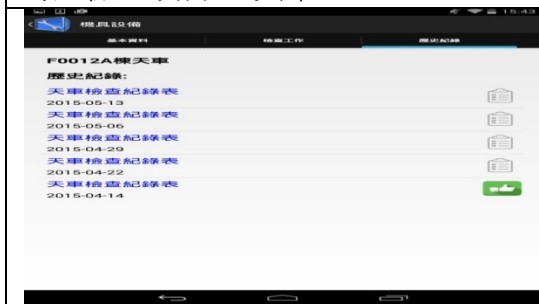 15:43
機具設備
基本資料 檢查工作 歷史紀錄
F0012A棟天車
歷史紀錄:
天車檢查紀錄表
2015-05-13
天車檢查紀錄表
2015-05-06
天車檢查紀錄表
2015-04-29
天車檢查紀錄表
2015-04-22
天車檢查紀錄表
2015-04-14